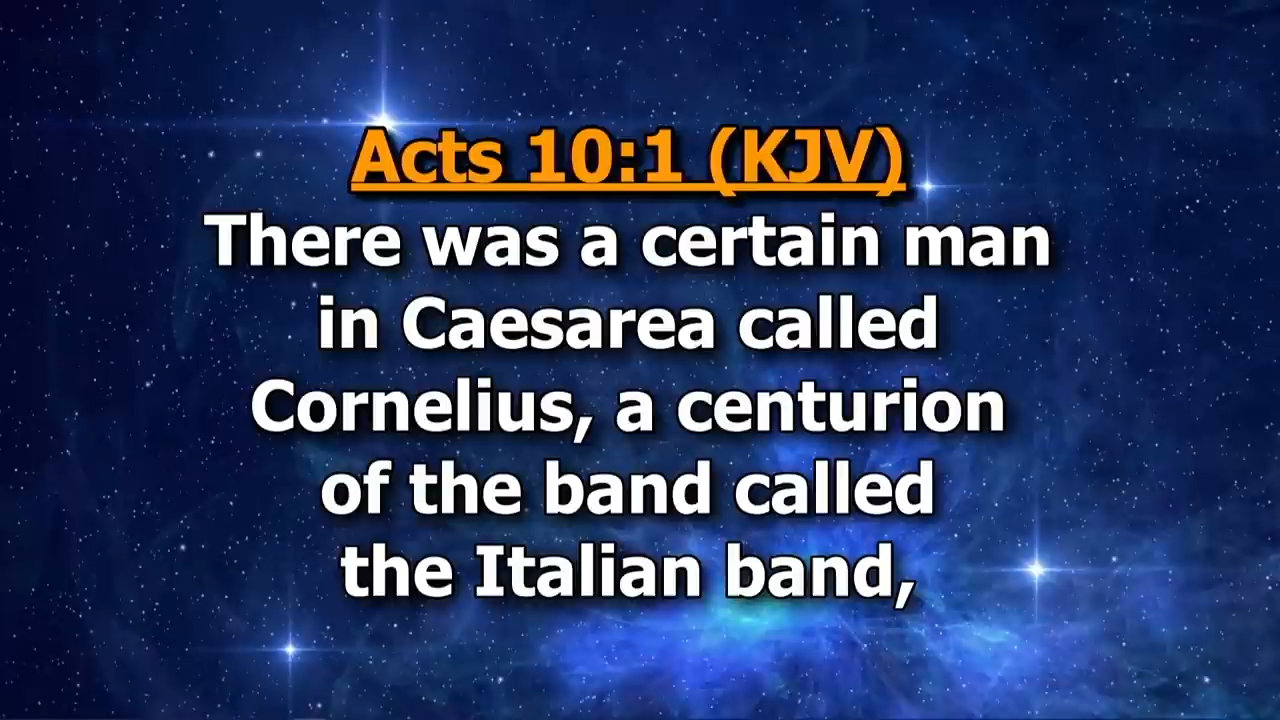 Acts 10:1 (KJV)
There was a certain man
in Caesarea called
Cornelius, a centurion
of the band called
the Italian band,